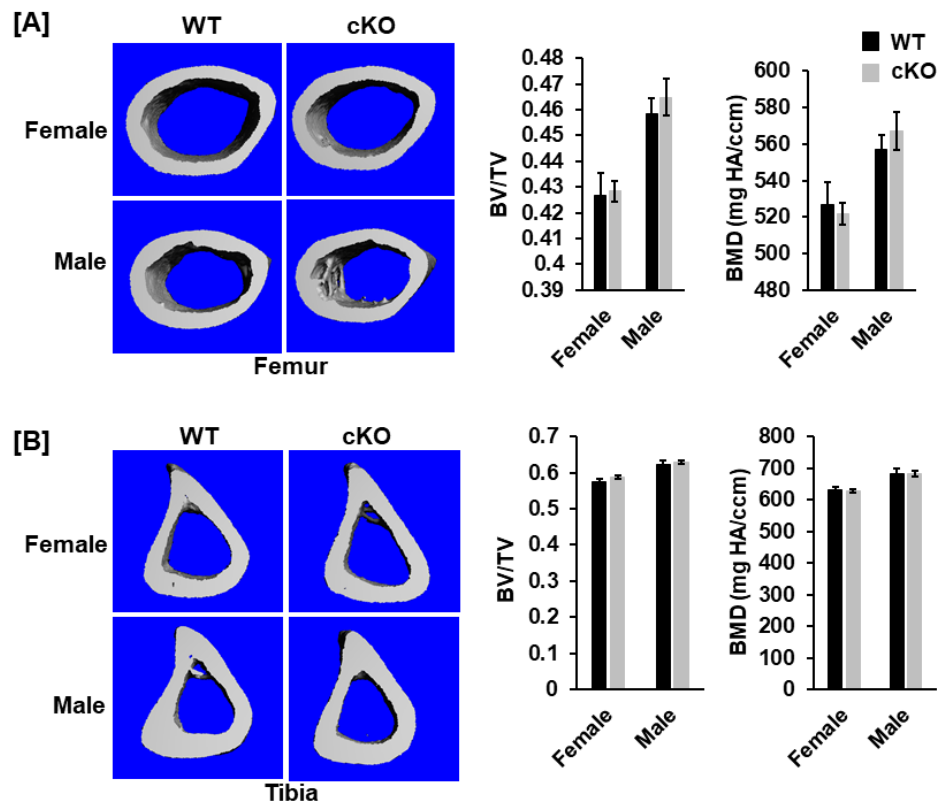 [A]
WT
cKO
Female
Male
Femur
WT
cKO
0.48
0.47
0.46
0.45
0.44
0.43
0.42
0.41
0.4
0.39
BV/TV
Female
Male
600
580
560
540
520
500
480
BMD (mg HA/ccm)
Female
Male
[B]
WT
cKO
Female
Male
Tibia
0.7
0.6
0.5
0.4
0.3
0.2
0.1
0
BV/TV
Female
Male
800
700
600
500
400
300
200
100
0
BMD (mg HA/ccm)
Female
Male